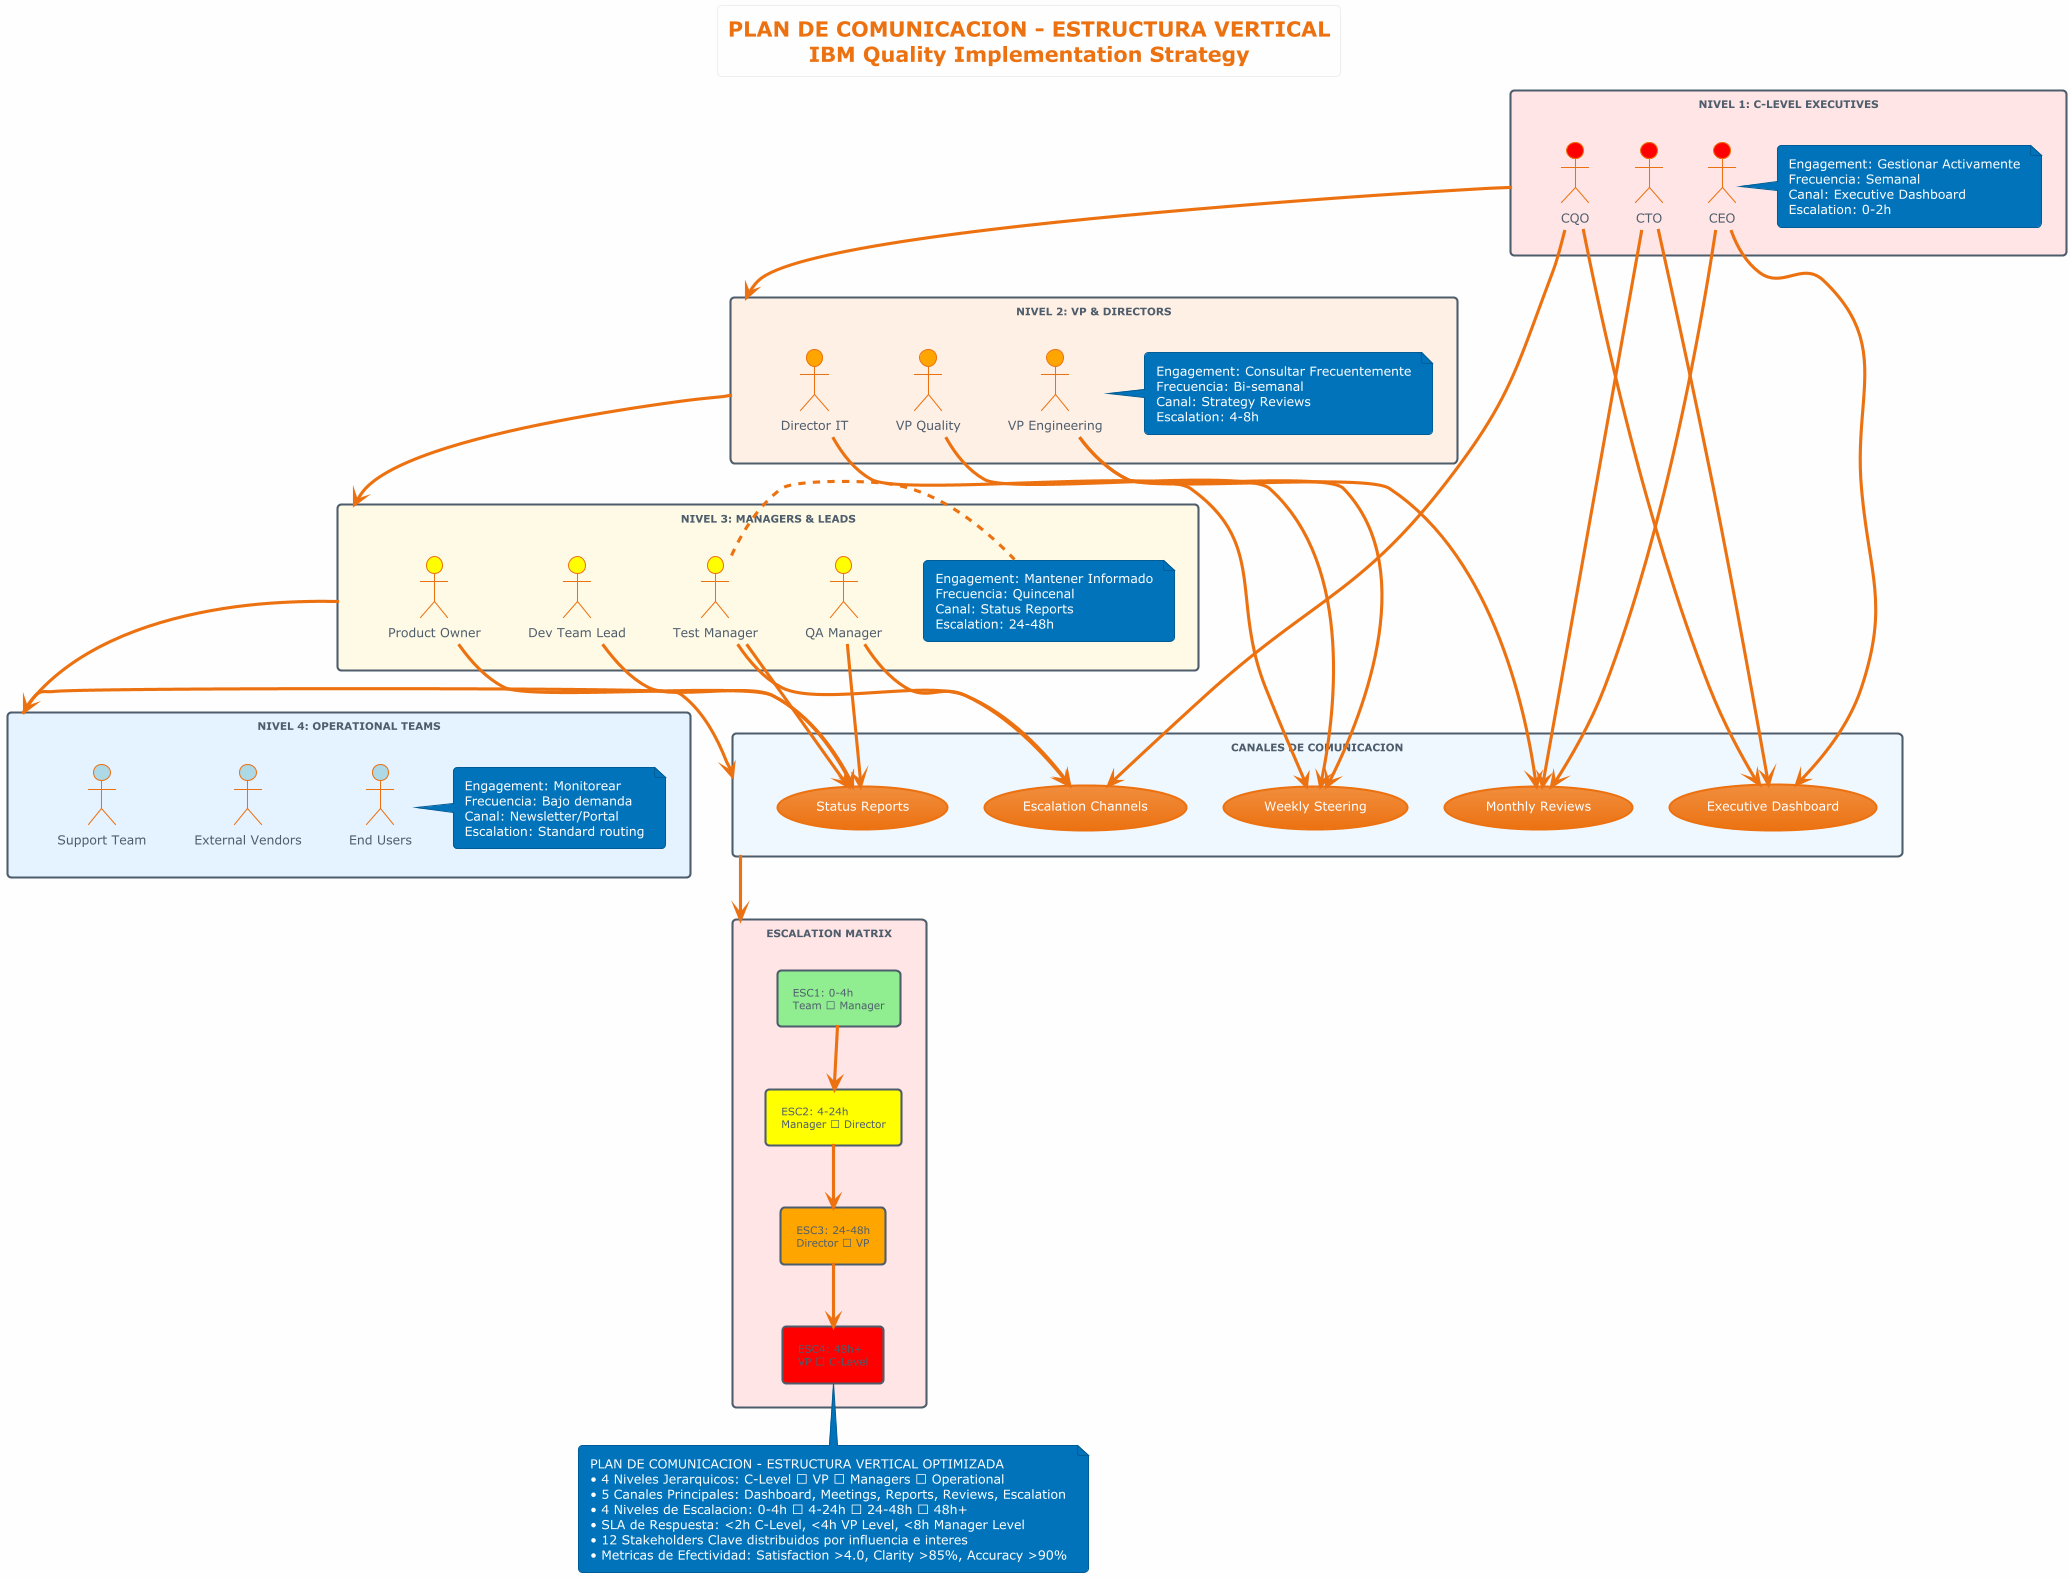 PLAN DE COMUNICACION - ESTRUCTURA VERTICAL
IBM Quality Implementation Strategy
NIVEL 1: C-LEVEL EXECUTIVES
CQO
CTO
CEO
Engagement: Gestionar Activamente
Frecuencia: Semanal
Canal: Executive Dashboard
Escalation: 0-2h
NIVEL 2: VP & DIRECTORS
Director IT
VP Quality
VP Engineering
Engagement: Consultar Frecuentemente
Frecuencia: Bi-semanal
Canal: Strategy Reviews
Escalation: 4-8h
NIVEL 3: MANAGERS & LEADS
Product Owner
Dev Team Lead
Test Manager
QA Manager
Engagement: Mantener Informado
Frecuencia: Quincenal
Canal: Status Reports
Escalation: 24-48h
NIVEL 4: OPERATIONAL TEAMS
Support Team
External Vendors
End Users
Engagement: Monitorear
Frecuencia: Bajo demanda
Canal: Newsletter/Portal
Escalation: Standard routing
CANALES DE COMUNICACION
Status Reports
Escalation Channels
Weekly Steering
Monthly Reviews
Executive Dashboard
ESCALATION MATRIX
ESC1: 0-4h
Team □ Manager
ESC2: 4-24h
Manager □ Director
ESC3: 24-48h
Director □ VP
ESC4: 48h+
VP □ C-Level
PLAN DE COMUNICACION - ESTRUCTURA VERTICAL OPTIMIZADA
• 4 Niveles Jerarquicos: C-Level □ VP □ Managers □ Operational
• 5 Canales Principales: Dashboard, Meetings, Reports, Reviews, Escalation
• 4 Niveles de Escalacion: 0-4h □ 4-24h □ 24-48h □ 48h+
• SLA de Respuesta: <2h C-Level, <4h VP Level, <8h Manager Level
• 12 Stakeholders Clave distribuidos por influencia e interes
• Metricas de Efectividad: Satisfaction >4.0, Clarity >85%, Accuracy >90%